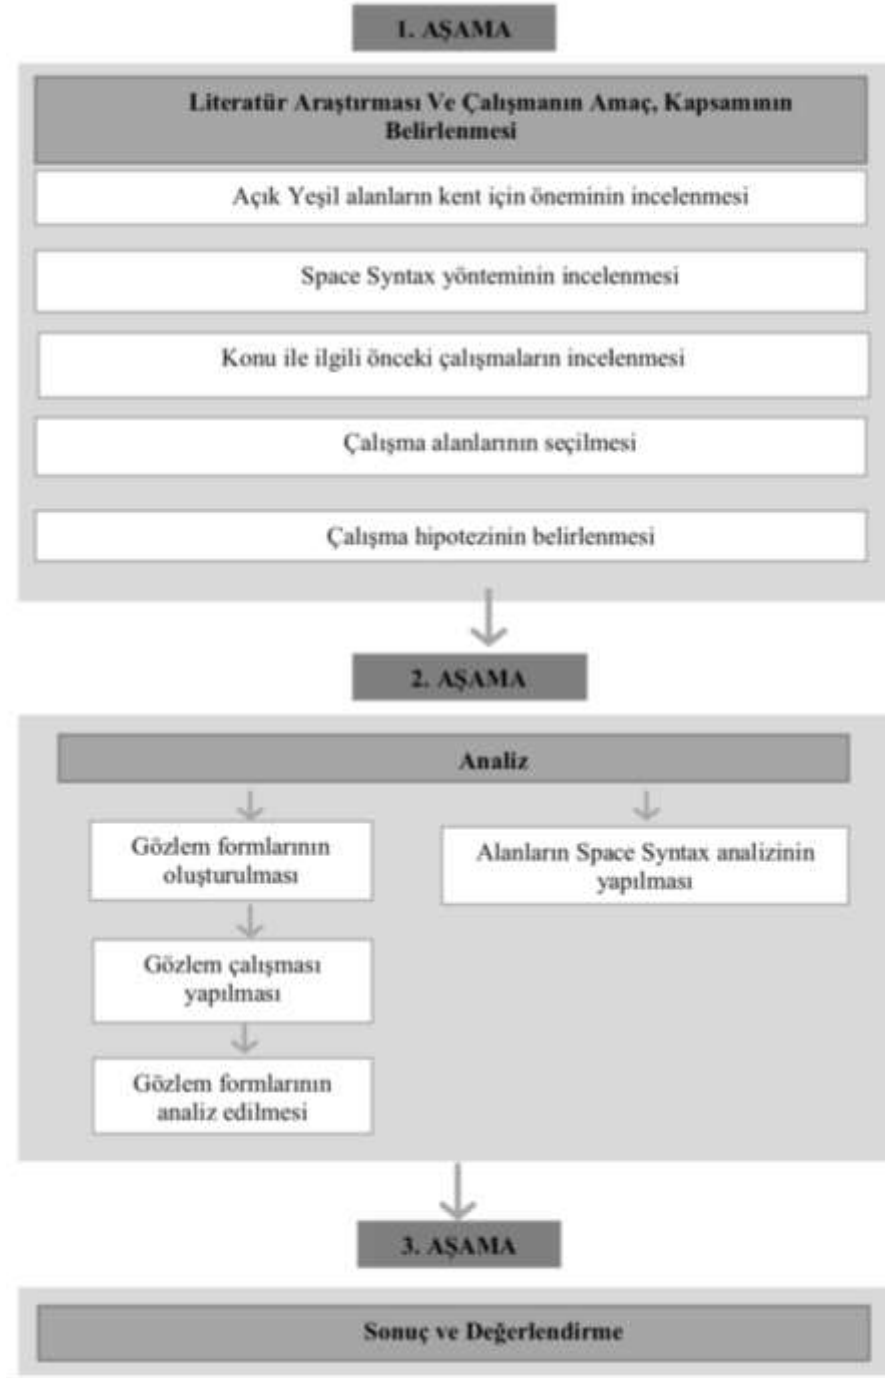 1. AŞAMA
Literatür Araştırması Ve Çalışmanın Amaç, Kapsamının
Belirlenmesi
Açık Yeşil alanların kent için öneminin incelenmesi
Space Syntax yönteminin incelenmesi
Konu ile ilgili önceki çalışmaların incelenmesi
Çalışma alanlarının seçilmesi
Çalışma hipotezinin belirlenmesi
2. AŞAMA
Analiz
Gözlem formlarının
oluşturulması
Gözlem çalışması
yapılması
Gözlem formlarının
analiz edilmesi
Alanların Space Syntax analizinin
yapılması
3. AŞAMA
Sonuç ve Değerlendirme